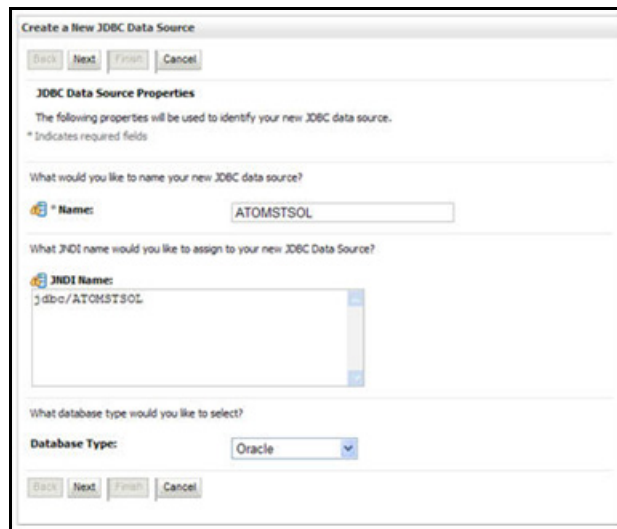 Create a New JDBC Data Source
Back Next Finish Cancel
JDBC Data Source Properties
The following properties will be used to identify your new JDBC data source.
* Indicates required fields
What would you like to name your new JDBC data source?
* Name: ATOMSTSOL
What JNDI name would you like to assign to your new JDBC Data Source?
JNDI Name:
jdbc/ATOMSTSOL
What database type would you like to select?
Database Type: Oracle
Back Next Finish Cancel